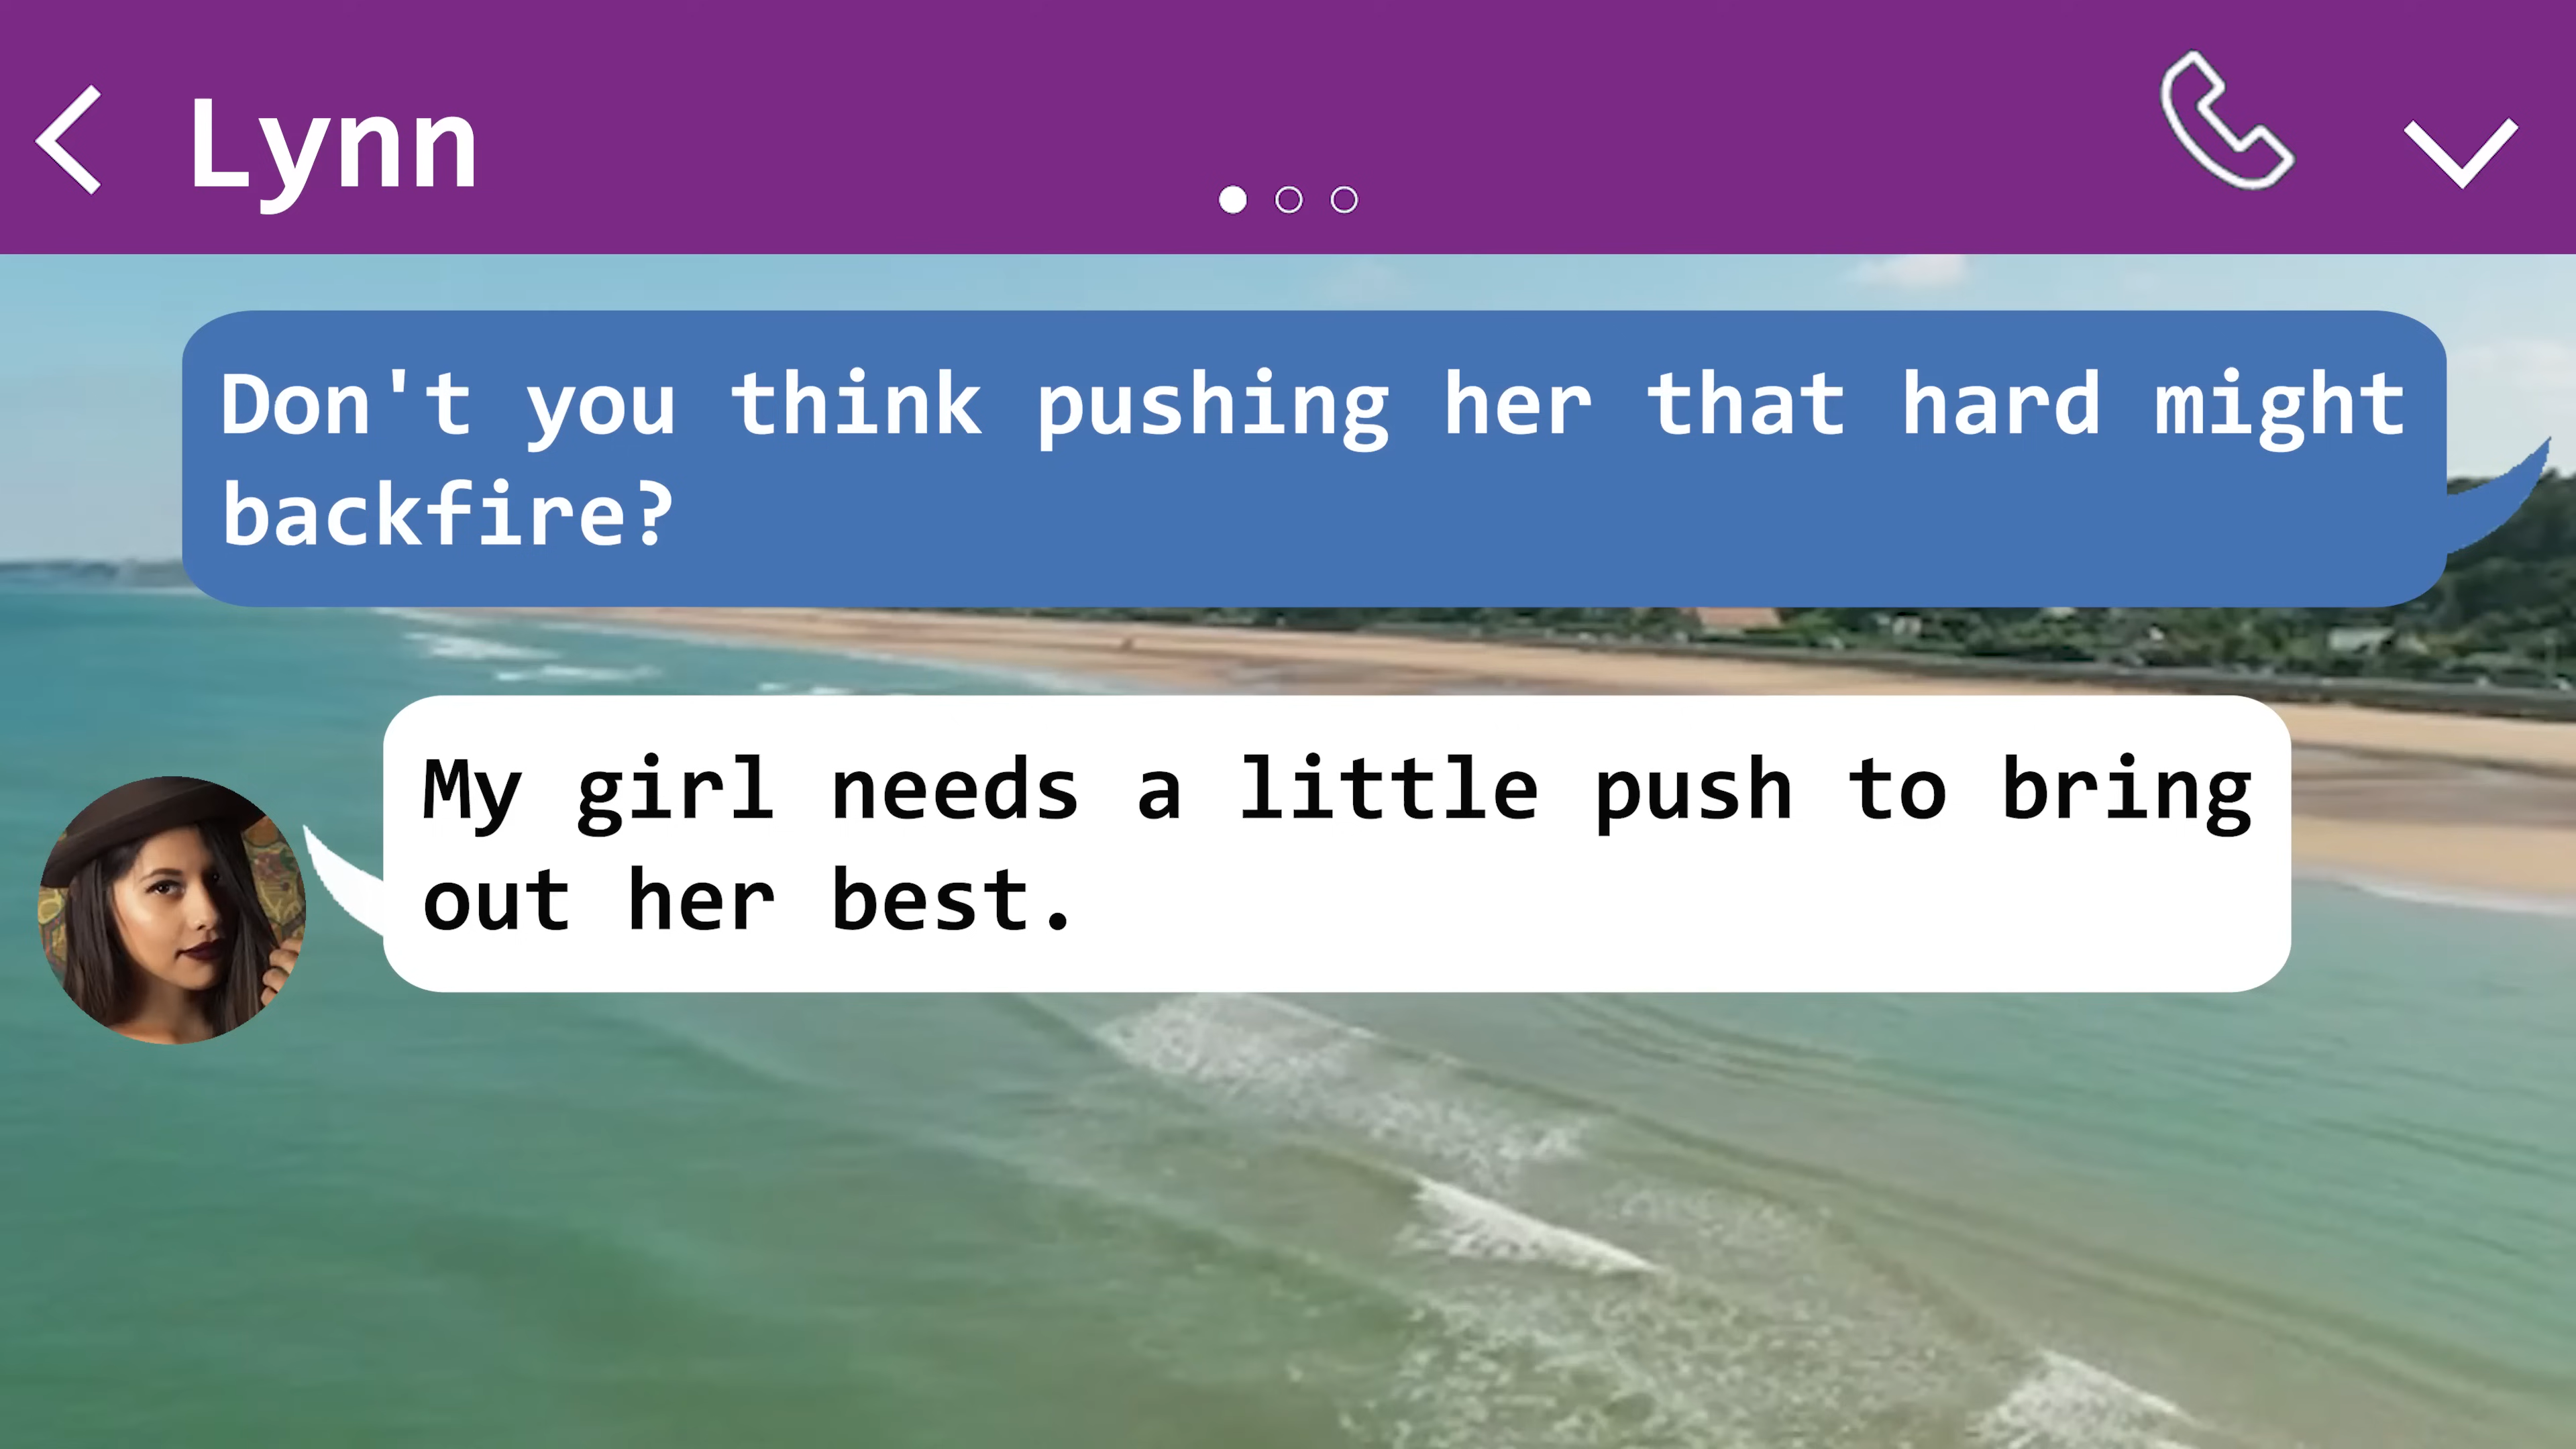 Lynn
Don't you think pushing her that hard might
backfire?
My girl needs a little push to bring
out her best.